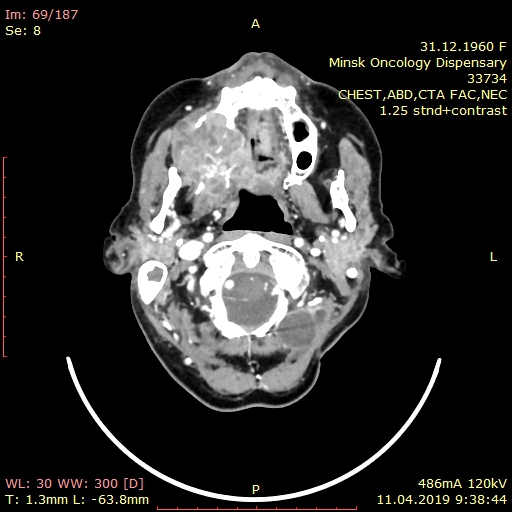 Im: 69/187
Se: 8
A
31.12.1960 F
Minsk Oncology Dispensary
33734
CHEST,ABD,CTA FAC,NEC
1.25 stnd+contrast
R
L
WL: 30 WW: 300 [D]
T: 1.3mm L: -63.8mm
P
486mA 120kV
11.04.2019 9:38:44